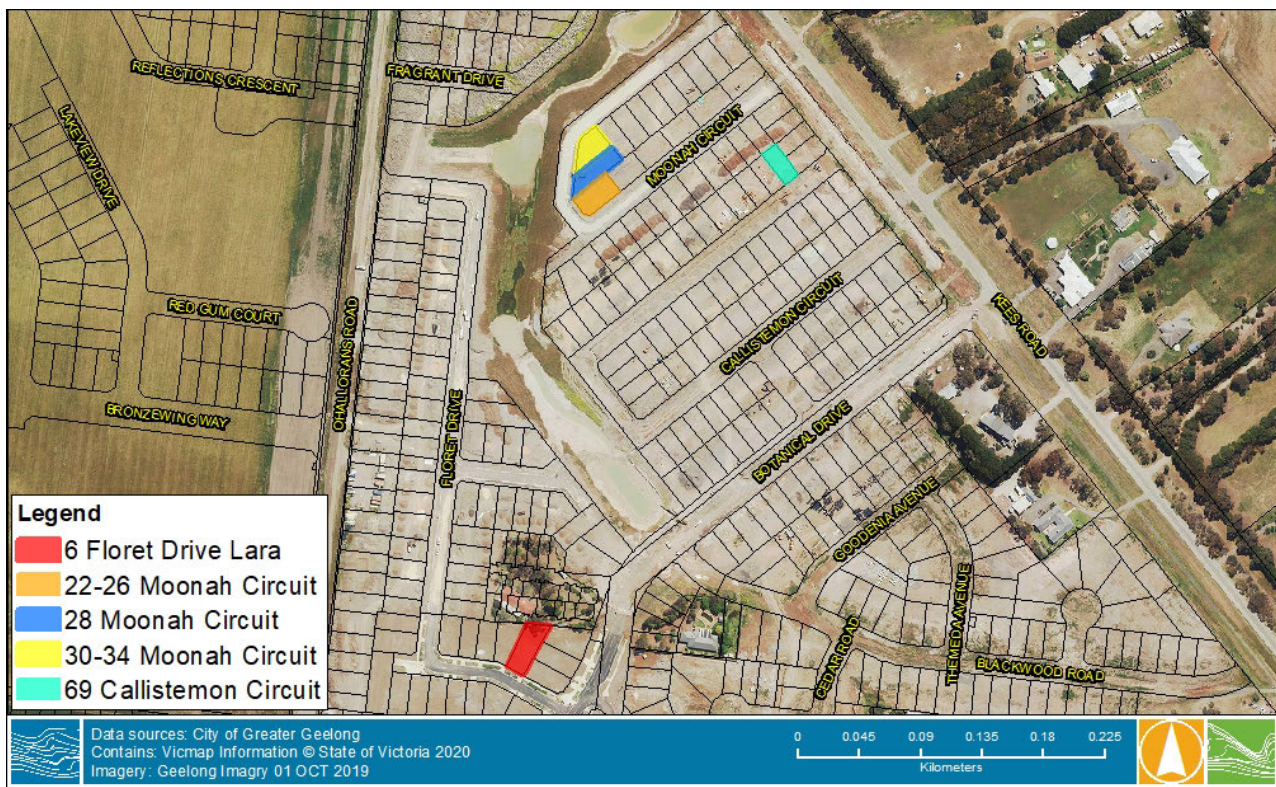 REFLECTIONS CRESCENT
FRAGRANT DRIVE
LAKEVIEW DRIVE
MOONAH CIRCUIT
RED GUM COURT
OHALLORANS ROAD
CALLISTEMON CIRCUIT
KEES ROAD
BRONZEWING WAY
FLORET DRIVE
BOTANICAL DRIVE
GOODENIA AVENUE
THEMEDA AVENUE
CEDAR ROAD
BLACKWOOD ROAD
Legend
6 Floret Drive Lara
22-26 Moonah Circuit
28 Moonah Circuit
30-34 Moonah Circuit
69 Callistemon Circuit
Data sources: City of Greater Geelong
Contains: Vicmap Information © State of Victoria 2020
Imagery: Geelong Imagry 01 OCT 2019
0 0.045 0.09 0.135 0.18 0.225
Kilometers